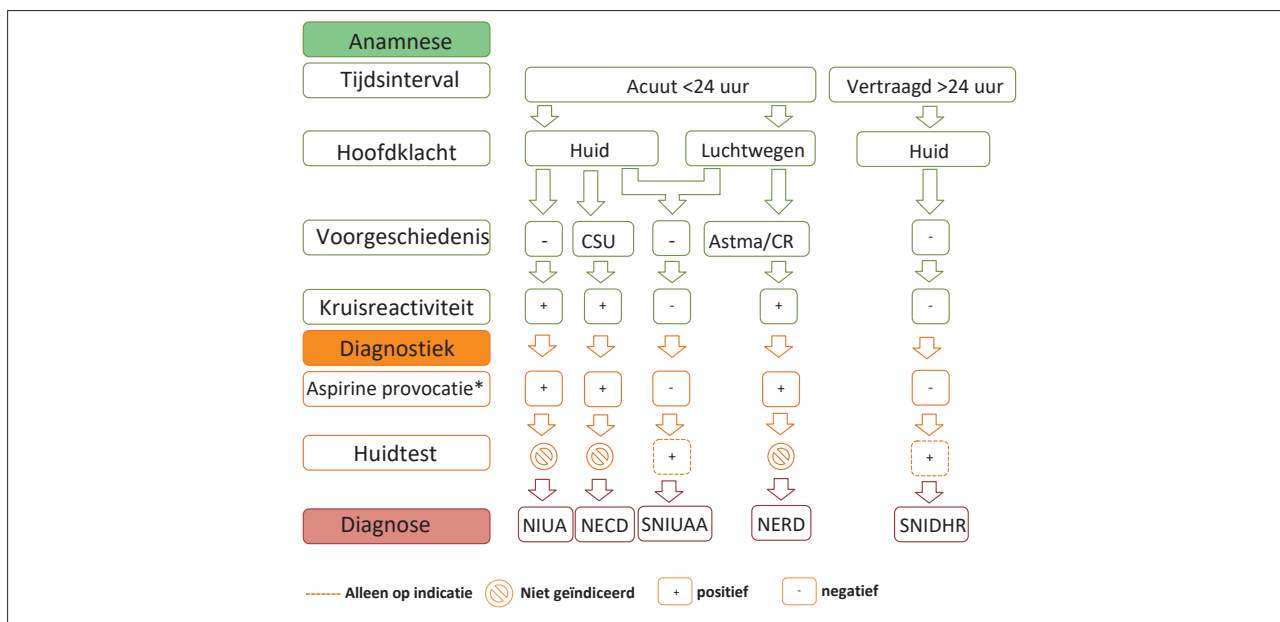 Anamnese
Tijdsinterval
Acuut <24 uur
Vertraagd >24 uur
Hoofdklacht
Huid
Luchtwegen
Huid
Voorgeschiedenis
-
CSU
-
Astma/CR
-
Kruisreactiviteit
+
+
-
+
-
Diagnostiek
Aspirine provocatie*
+
+
-
+
-
Huidtest
+
+
Diagnose
NIUA
NECD
SNIUAA
NERD
SNIDHR
Alleen op indicatie
Niet geïndiceerd
+
positief
-
negatief